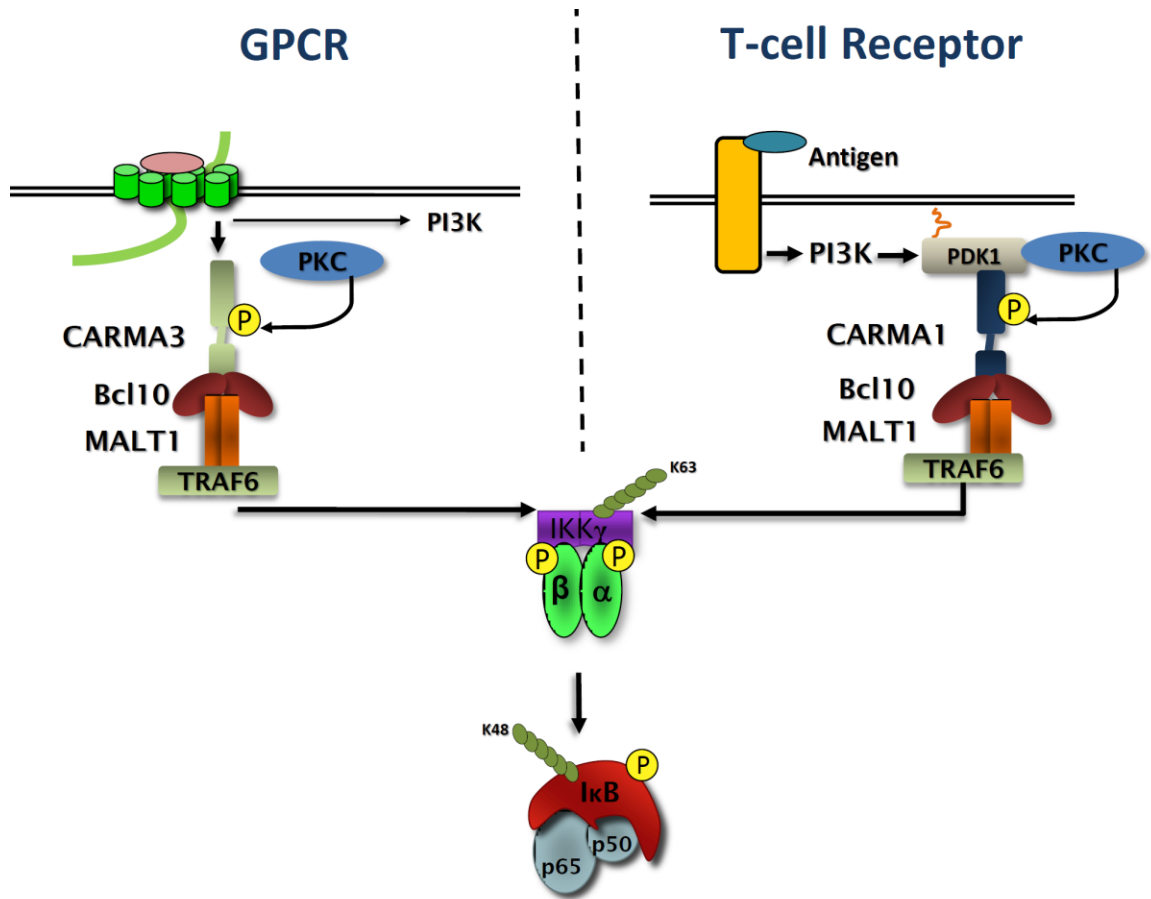 GPCR
T-cell Receptor
Antigen
PI3K
PKC
P
CARMA3
Bcl10
MALT1
TRAF6
PI3K
PDK1
PKC
P
CARMA1
Bcl10
MALT1
TRAF6
K63
IKKγ
P
P
β
α
K48
P
IκB
p65
p50